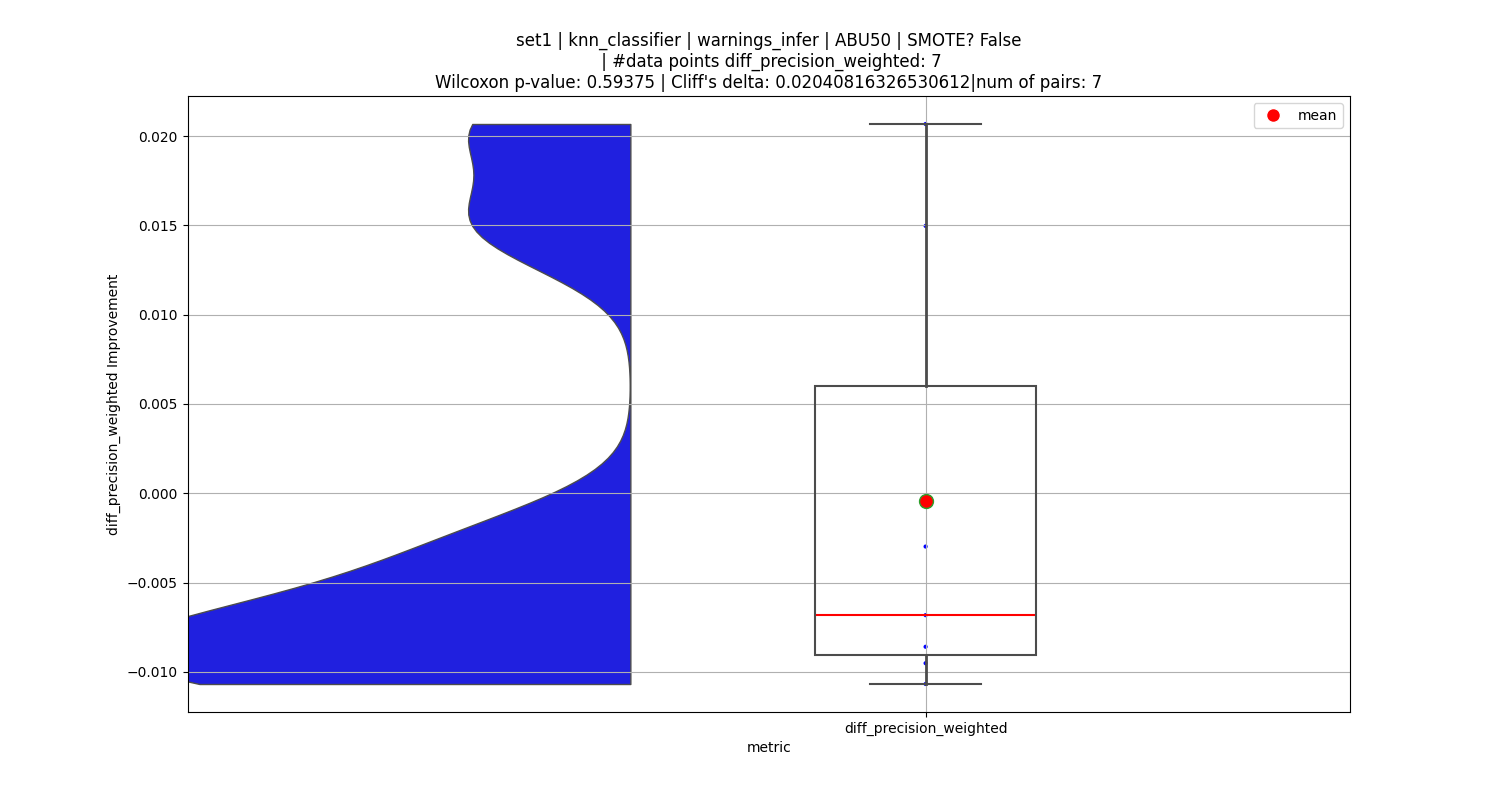 set1 | knn_classifier | warnings_infer | ABU50 | SMOTE? False
| #data points diff_precision_weighted: 7
Wilcoxon p-value: 0.59375 | Cliff's delta: 0.02040816326530612|num of pairs: 7
mean
0.020
0.015
0.010
0.005
0.000
−0.005
−0.010
diff_precision_weighted Improvement
diff_precision_weighted
metric